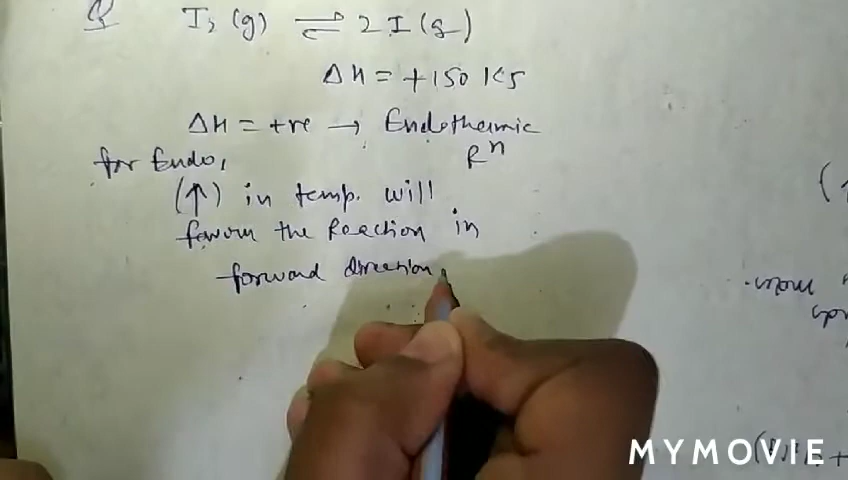 Q I₂ (g) ⇌ 2 I (g)
ΔH = +150 KJ
ΔH = +ve → Endothermic
Rⁿ
for Endo,
(↑) in temp. will
favour the Reaction in
forward direction
MYMOVIE